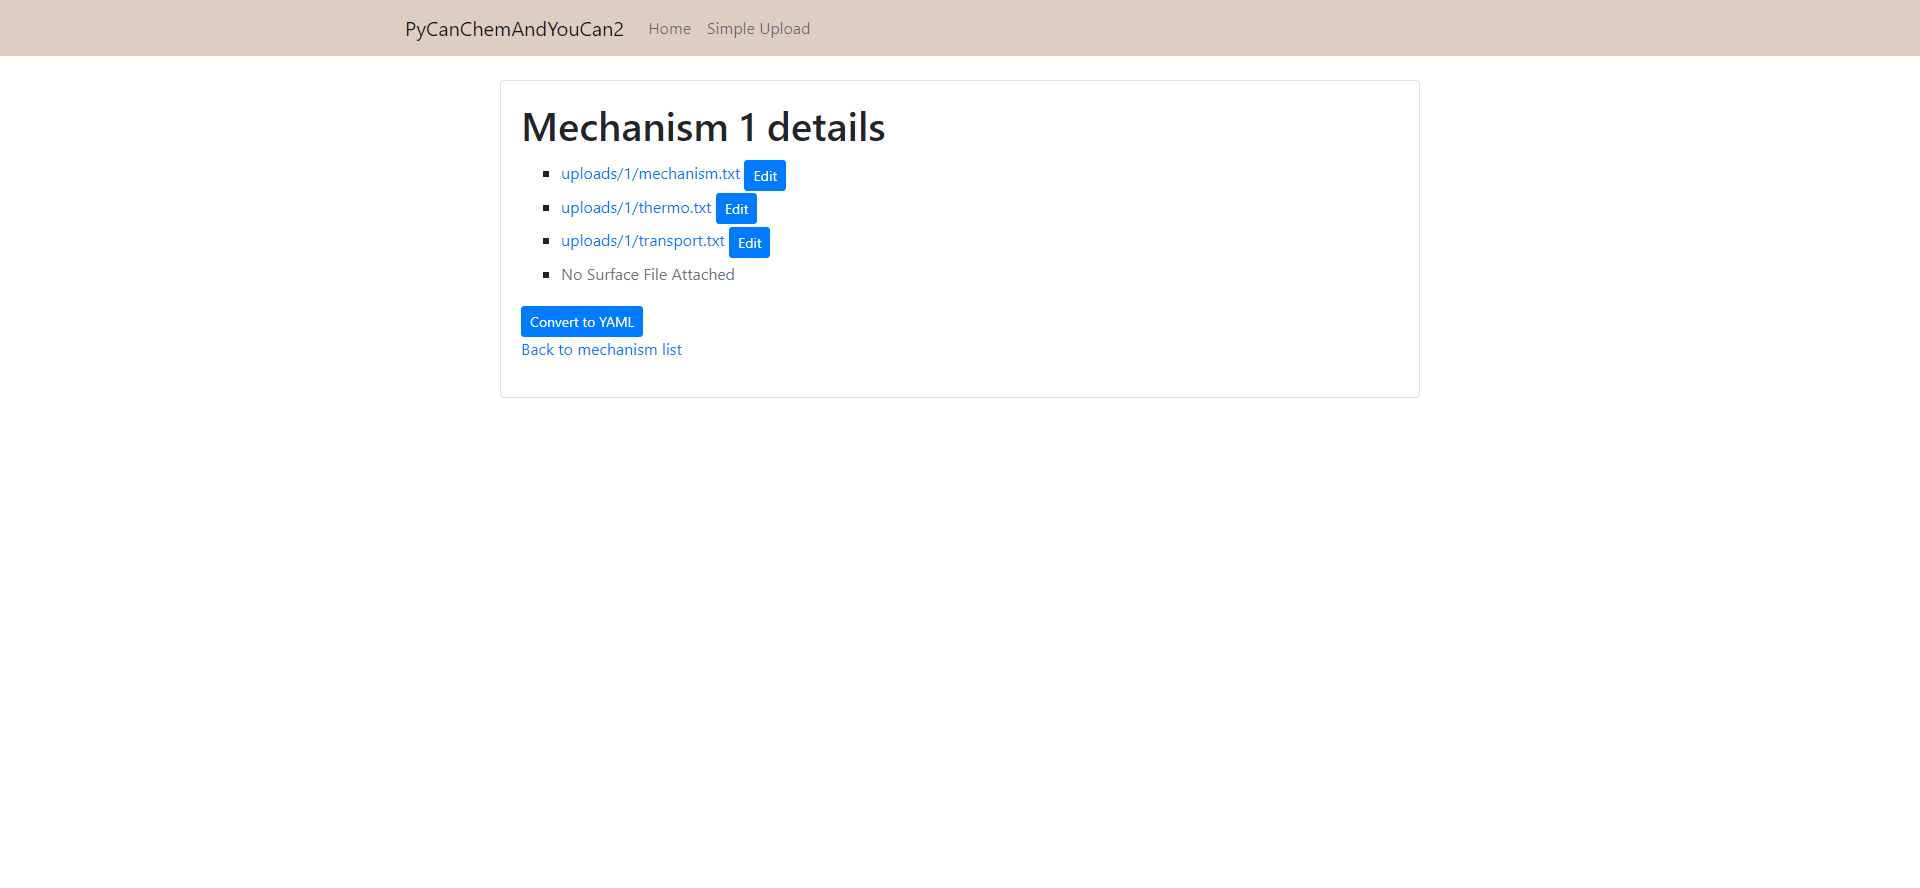 PyCanChemAndYouCan2 Home Simple Upload
Mechanism 1 details
uploads/1/mechanism.txt Edit
uploads/1/thermo.txt Edit
uploads/1/transport.txt Edit
No Surface File Attached
Convert to YAML
Back to mechanism list